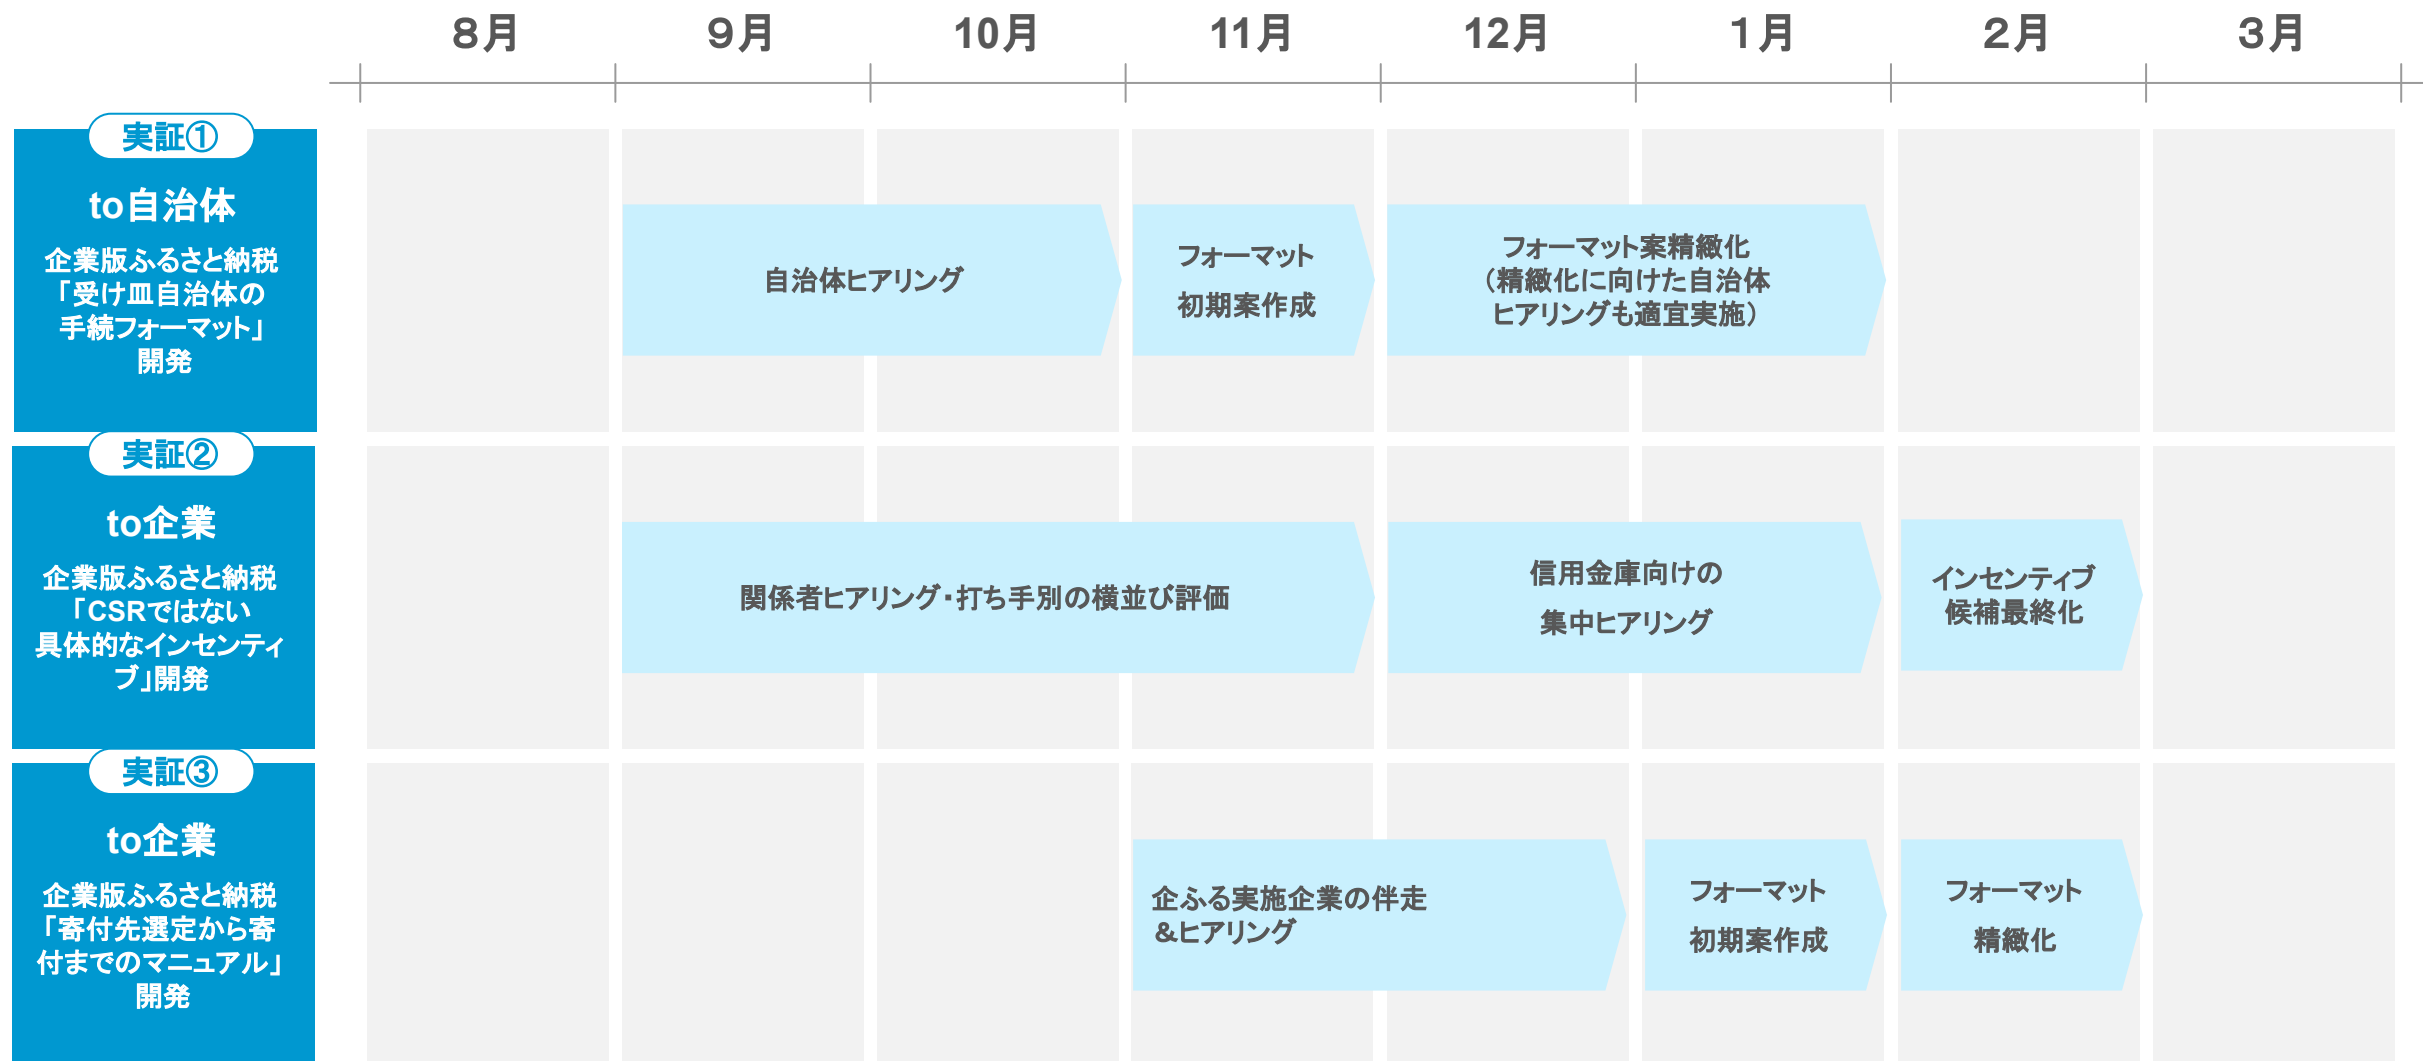 8月 9月 10月 11月 12月 1月 2月 3月
実証①
to自治体
企業版ふるさと納税
「受け皿自治体の
手続フォーマット」
開発
自治体ヒアリング
フォーマット
初期案作成
フォーマット案精緻化
（精緻化に向けた自治体
ヒアリングも適宜実施）
実証②
to企業
企業版ふるさと納税
「CSRではない
具体的なインセンティ
ブ」開発
関係者ヒアリング・打ち手別の横並び評価
信用金庫向けの
集中ヒアリング
インセンティブ
候補最終化
実証③
to企業
企業版ふるさと納税
「寄付先選定から寄
付までのマニュアル」
開発
企ふる実施企業の伴走
&ヒアリング
フォーマット
初期案作成
フォーマット
精緻化